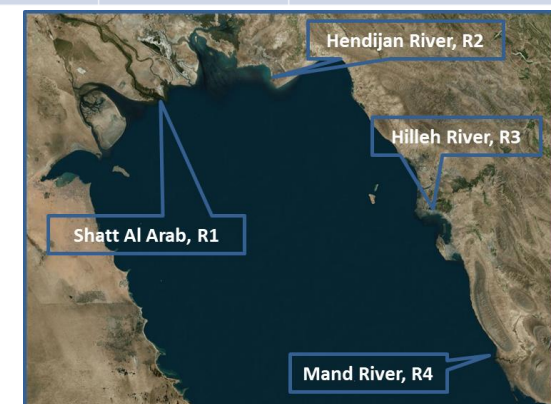 Hendijan River, R2
Hilleh River, R3
Shatt Al Arab, R1
Mand River, R4